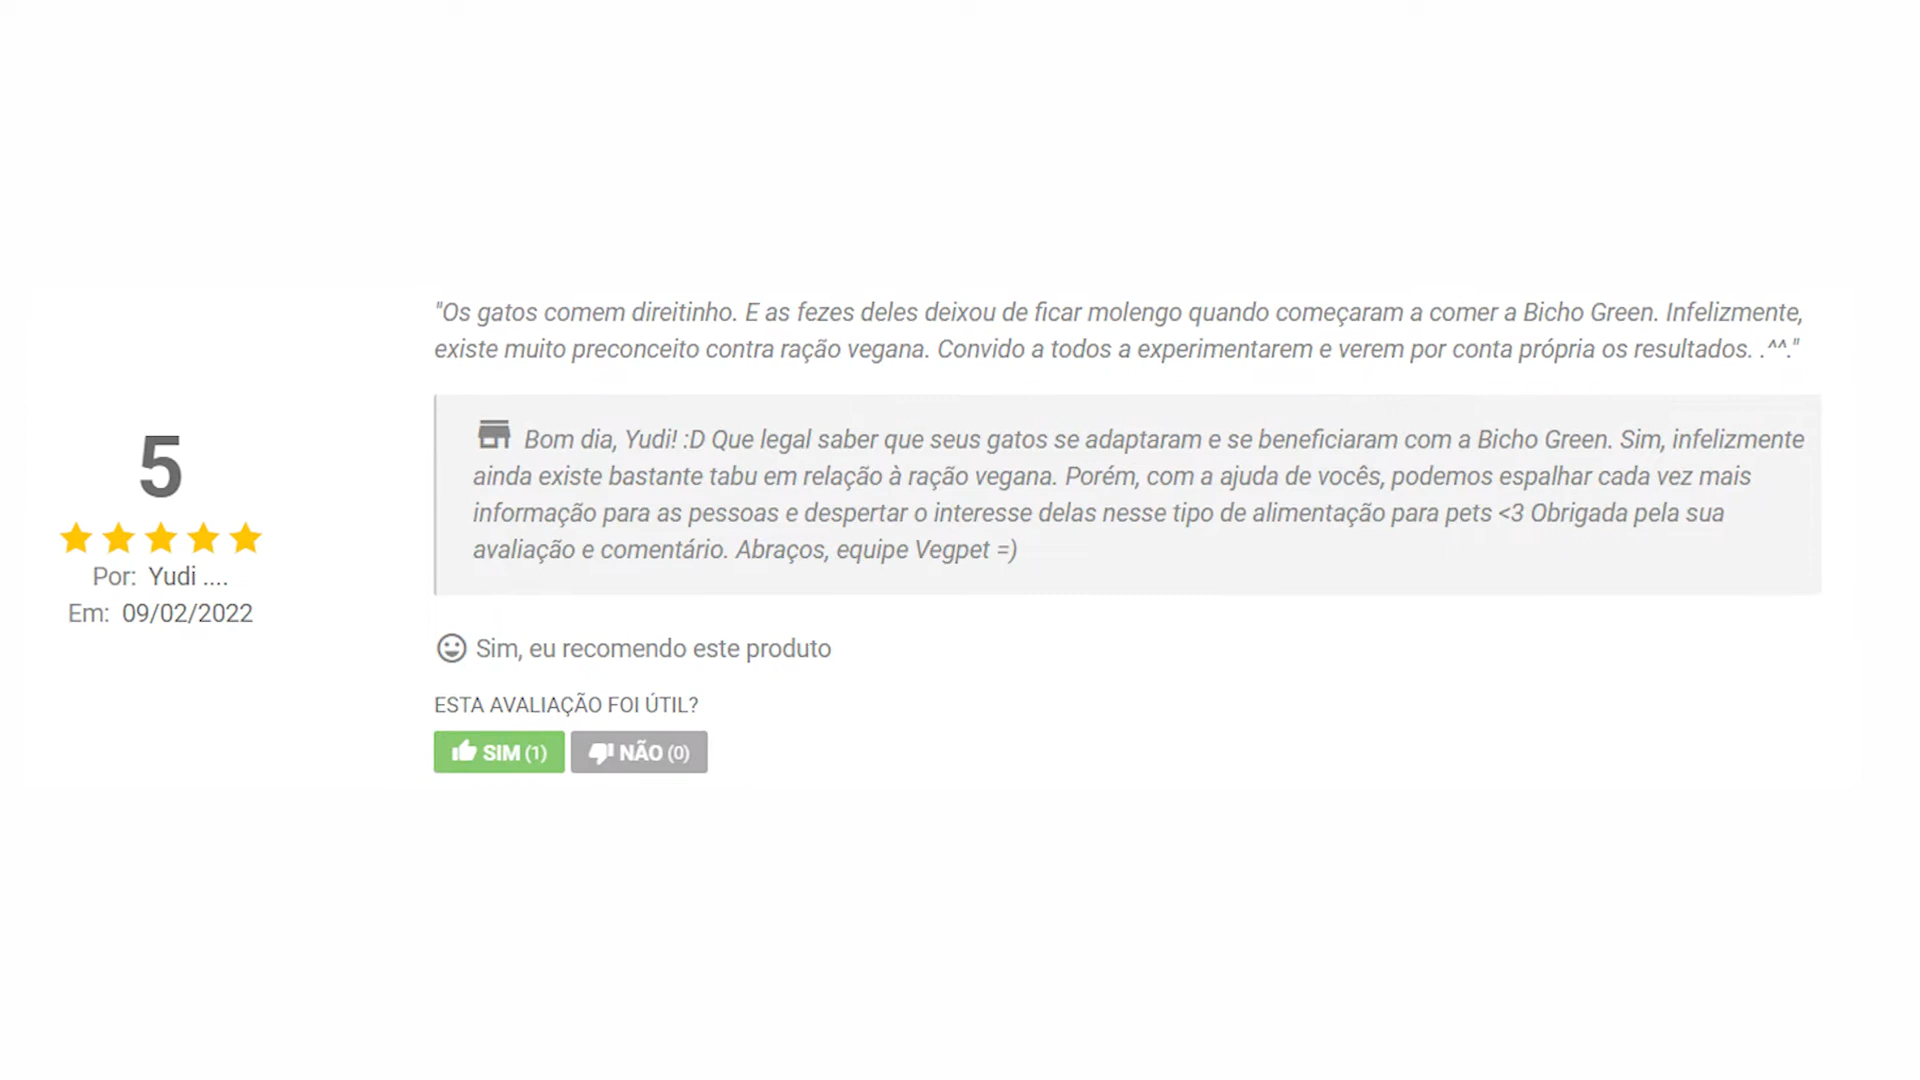 5
Por: Yudi ....
Em: 09/02/2022
"Os gatos comem direitinho. E as fezes deles deixou de ficar molengo quando começaram a comer a Bicho Green. Infelizmente,
existe muito preconceito contra ração vegana. Convido a todos a experimentarem e verem por conta própria os resultados. .^^."
Bom dia, Yudi! :D Que legal saber que seus gatos se adaptaram e se beneficiaram com a Bicho Green. Sim, infelizmente
ainda existe bastante tabu em relação à ração vegana. Porém, com a ajuda de vocês, podemos espalhar cada vez mais
informação para as pessoas e despertar o interesse delas nesse tipo de alimentação para pets <3 Obrigada pela sua
avaliação e comentário. Abraços, equipe Vegpet =)
Sim, eu recomendo este produto
ESTA AVALIAÇÃO FOI ÚTIL?
SIM (1) NÃO (0)